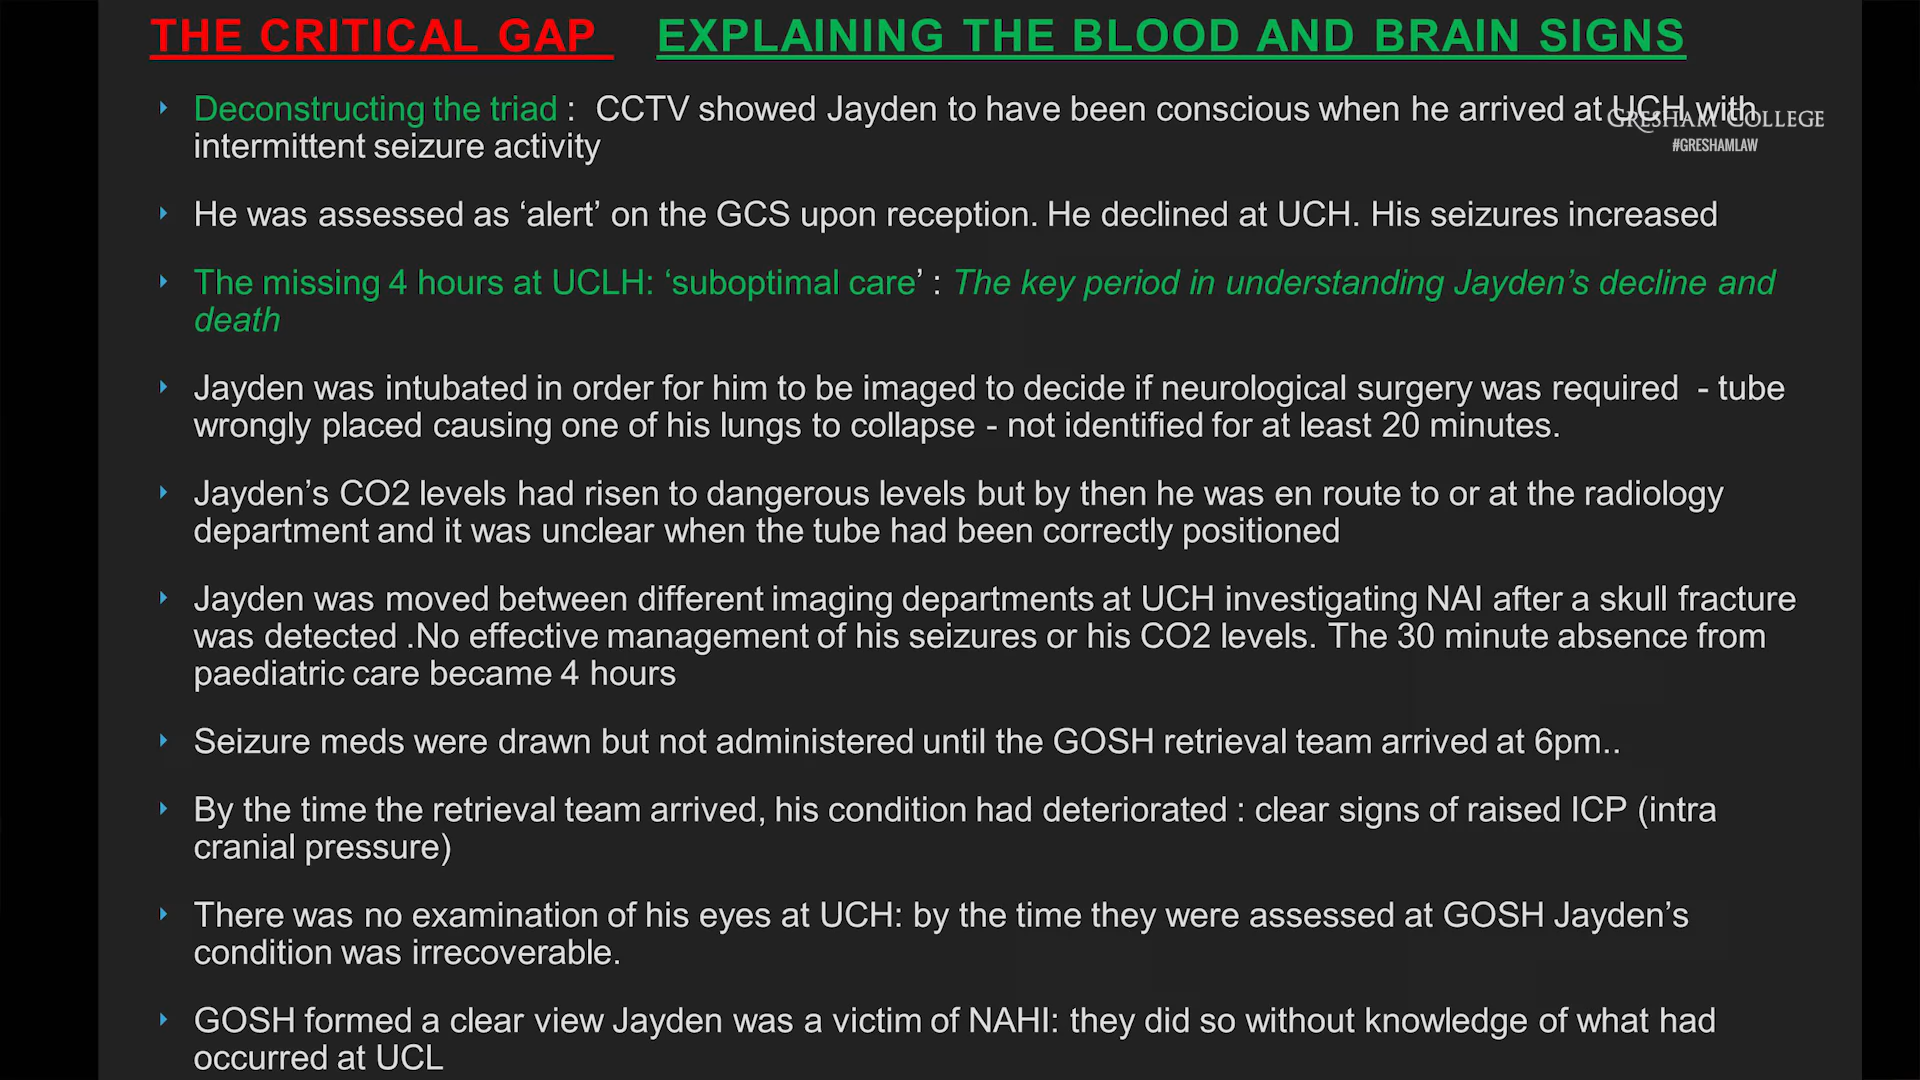 THE CRITICAL GAP EXPLAINING THE BLOOD AND BRAIN SIGNS
Deconstructing the triad : CCTV showed Jayden to have been conscious when he arrived at UCH with
intermittent seizure activity
GRESHAM COLLEGE
#GRESHAMLAW
He was assessed as ‘alert’ on the GCS upon reception. He declined at UCH. His seizures increased
The missing 4 hours at UCLH: ‘suboptimal care’ : The key period in understanding Jayden’s decline and
death
Jayden was intubated in order for him to be imaged to decide if neurological surgery was required - tube
wrongly placed causing one of his lungs to collapse - not identified for at least 20 minutes.
Jayden’s CO2 levels had risen to dangerous levels but by then he was en route to or at the radiology
department and it was unclear when the tube had been correctly positioned
Jayden was moved between different imaging departments at UCH investigating NAI after a skull fracture
was detected .No effective management of his seizures or his CO2 levels. The 30 minute absence from
paediatric care became 4 hours
Seizure meds were drawn but not administered until the GOSH retrieval team arrived at 6pm..
By the time the retrieval team arrived, his condition had deteriorated : clear signs of raised ICP (intra
cranial pressure)
There was no examination of his eyes at UCH: by the time they were assessed at GOSH Jayden’s
condition was irrecoverable.
GOSH formed a clear view Jayden was a victim of NAHI: they did so without knowledge of what had
occurred at UCL